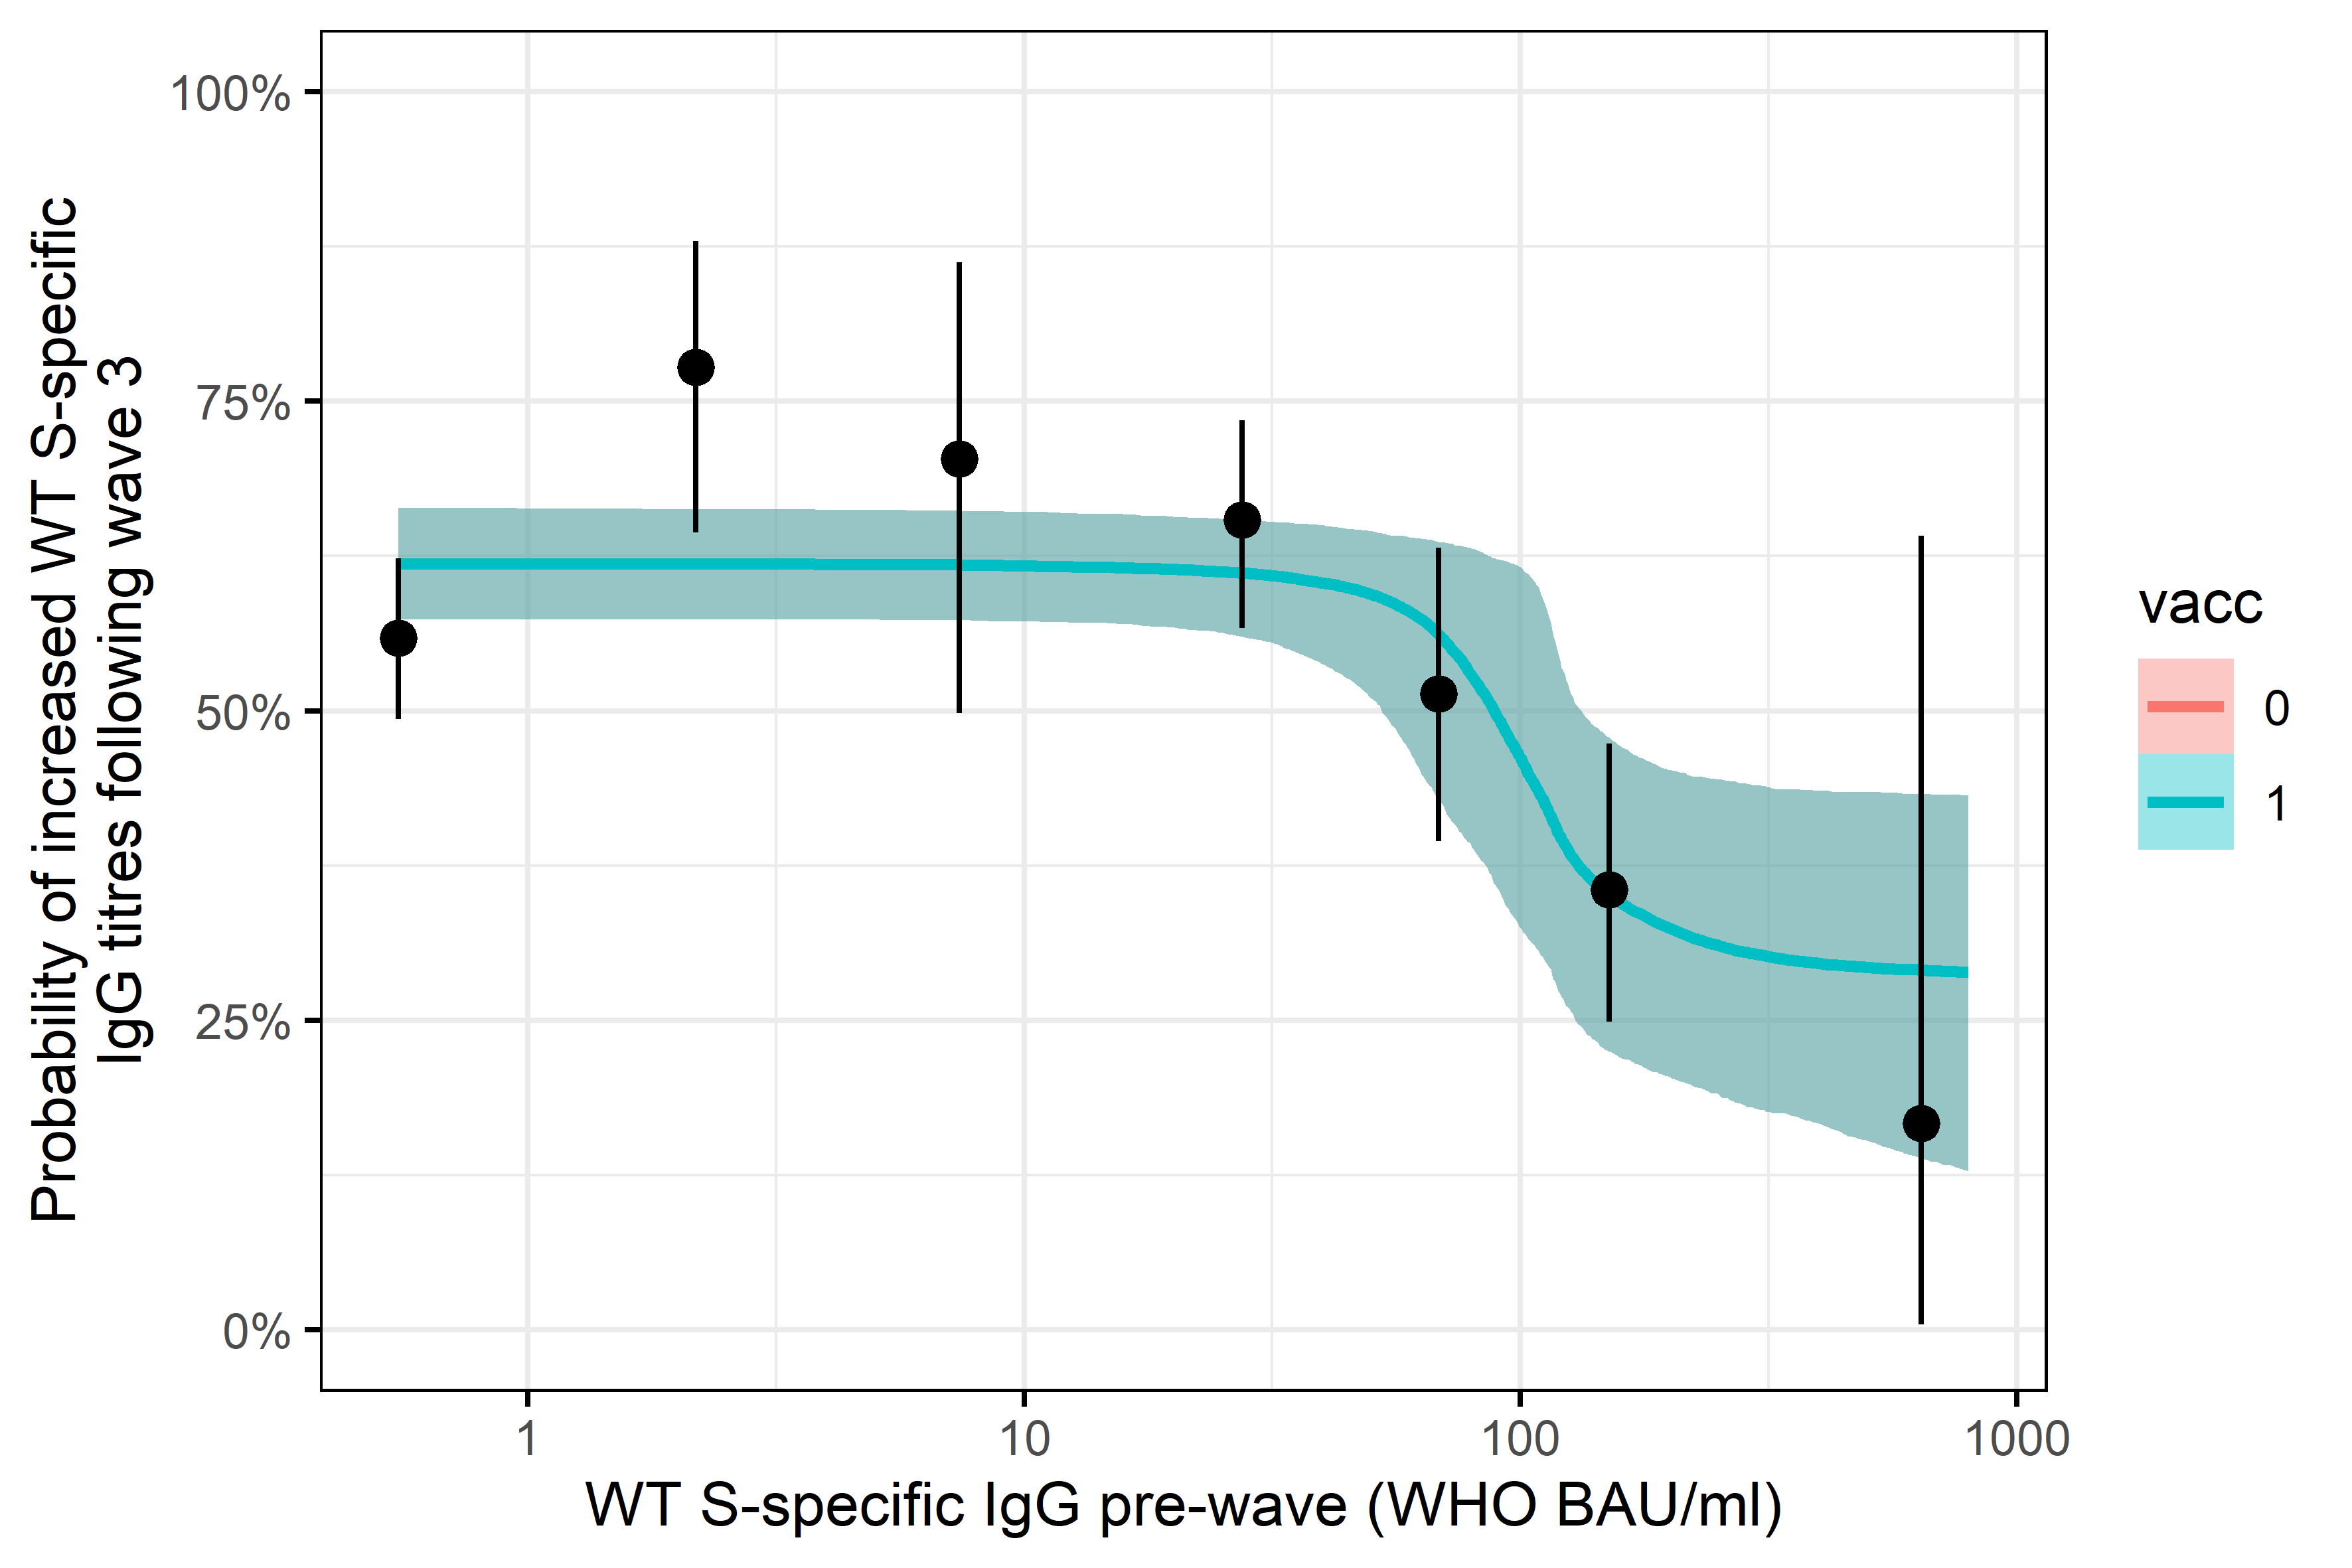 Probability of increased WT S-specific
IgG titres following wave 3
100%
75%
50%
25%
0%
1
10
100
1000
WT S-specific IgG pre-wave (WHO BAU/ml)
vacc
0
1